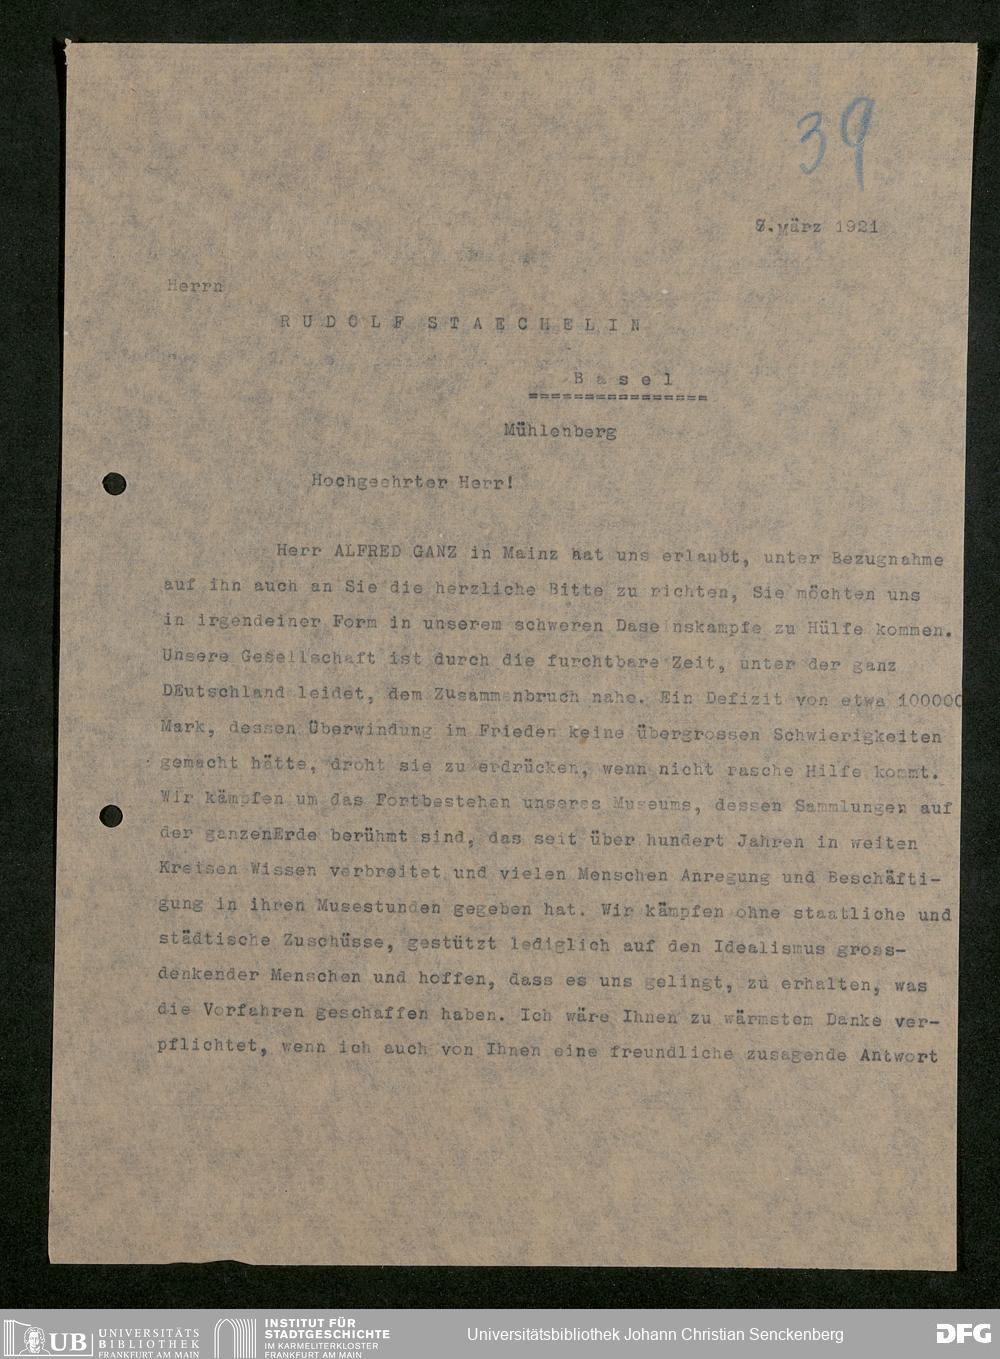 39
8.März 1921
Herrn
R U D O L F S T A E C H E L I N
B a s e l
================
Mühlenberg
Hochgeehrter Herr!
Herr ALFRED GANZ in Mainz hat uns erlaubt, unter Bezugnahme
auf ihn auch an Sie die herzliche Bitte zu richten, Sie möchten uns
in irgendeiner Form in unserem schweren Daseinskampfe zu Hülfe kommen.
Unsere Gesellschaft ist durch die furchtbare Zeit, unter der ganz
DEutschland leidet, dem Zusammenbruch nahe. Ein Defizit von etwa 100000
Mark, dessen Überwindung im Frieden keine übergrossen Schwierigkeiten
gemacht hätte, droht sie zu erdrücken, wenn nicht rasche Hilfe kommt.
Wir kämpfen um das Fortbestehen unseres Museums, dessen Sammlungen auf
der ganzenErde berühmt sind, das seit über hundert Jahren in weiten
Kreisen Wissen verbreitet und vielen Menschen Anregung und Beschäfti-
gung in ihren Musestunden gegeben hat. Wir kämpfen ohne staatliche und
städtische Zuschüsse, gestützt lediglich auf den Idealismus gross-
denkender Menschen und hoffen, dass es uns gelingt, zu erhalten, was
die Vorfahren geschaffen haben. Ich wäre Ihnen zu wärmstem Danke ver-
pflichtet, wenn ich auch von Ihnen eine freundliche zusagende Antwort
UB UNIVERSITÄTS
BIBLIOTHEK
FRANKFURT AM MAIN
INSTITUT FÜR
STADTGESCHICHTE
IM KARMELITERKLOSTER
FRANKFURT AM MAIN
Universitätsbibliothek Johann Christian Senckenberg
DFG